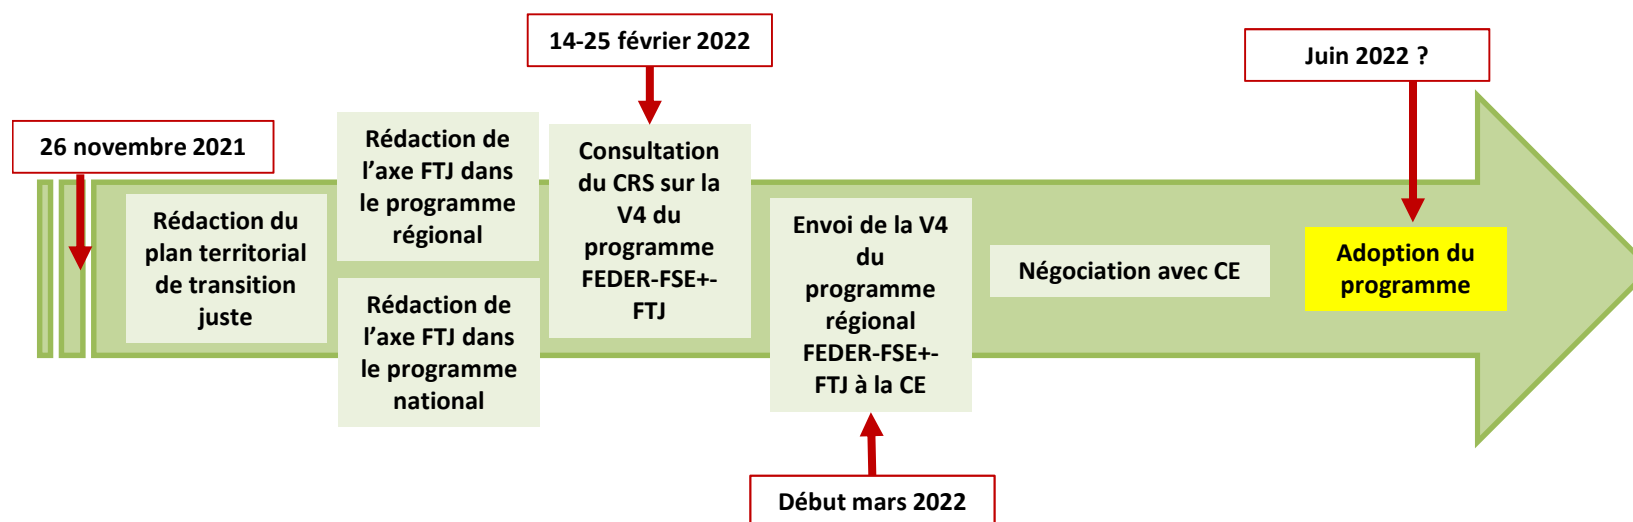 26 novembre 2021
Rédaction du
plan territorial
de transition
juste
Rédaction de
l'axe FTJ dans
le programme
régional
Rédaction de
l'axe FTJ dans
le programme
national
14-25 février 2022
Consultation
du CRS sur la
V4 du
programme
FEDER-FSE+-
FTJ
Envoi de la V4
du
programme
régional
FEDER-FSE+-
FTJ à la CE
Début mars 2022
Négociation avec CE
Juin 2022 ?
Adoption du
programme